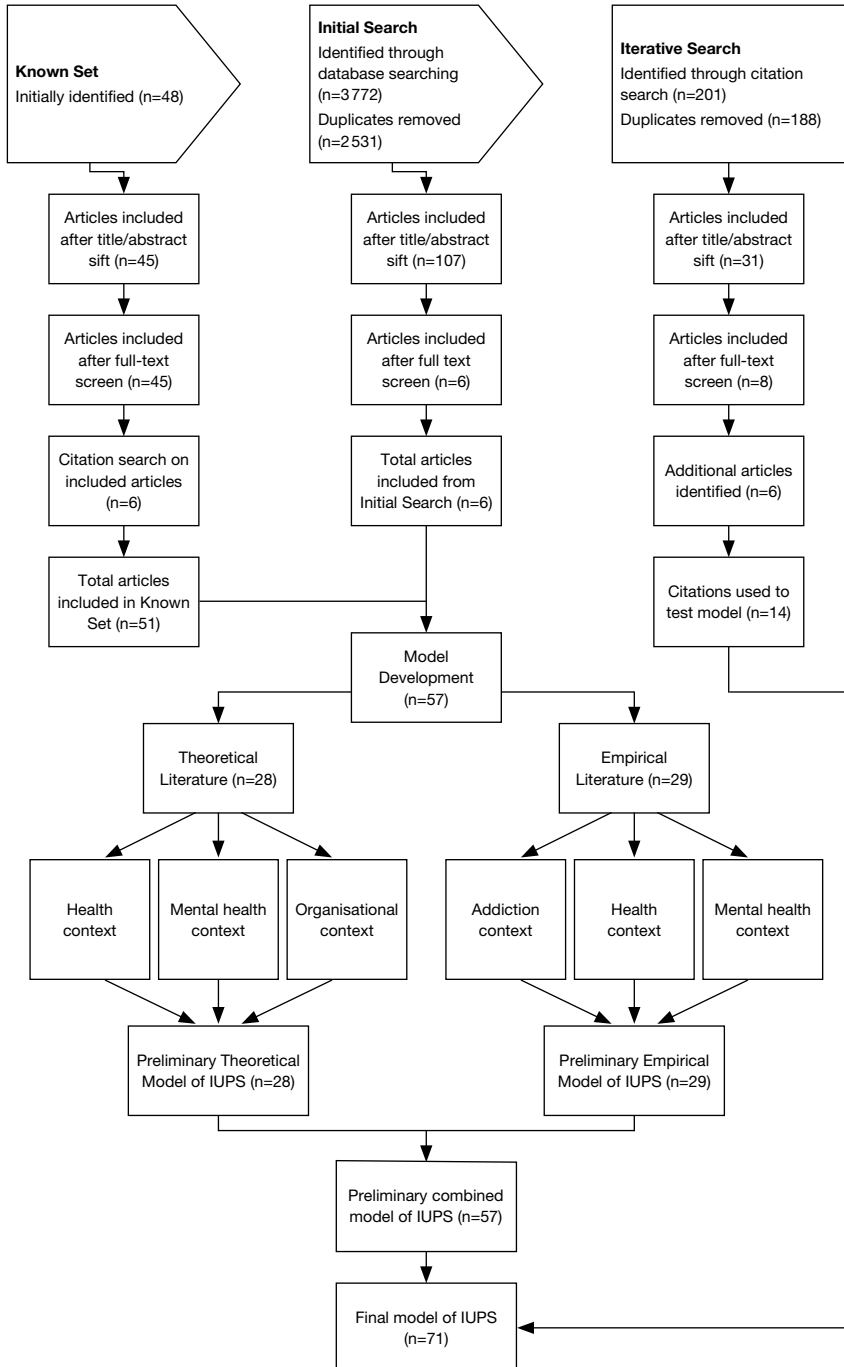 Known Set
Initially identified (n=48)
Initial Search
Identified through
database searching
(n=3 772)
Duplicates removed
(n=2 531)
Iterative Search
Identified through citation
search (n=201)
Duplicates removed (n=188)
Articles included
after title/abstract
sift (n=45)
Articles included
after title/abstract
sift (n=107)
Articles included
after title/abstract
sift (n=31)
Articles included
after full-text
screen (n=45)
Articles included
after full text
screen (n=6)
Articles included
after full-text
screen (n=8)
Citation search on
included articles
(n=6)
Total articles
included from
Initial Search (n=6)
Additional articles
identified (n=6)
Total articles
included in Known
Set (n=51)
Citations used to
test model (n=14)
Model
Development
(n=57)
Theoretical
Literature (n=28)
Empirical
Literature (n=29)
Health
context
Mental health
context
Organisational
context
Addiction
context
Health
context
Mental health
context
Preliminary Theoretical
Model of IUPS (n=28)
Preliminary Empirical
Model of IUPS (n=29)
Preliminary combined
model of IUPS (n=57)
Final model of IUPS
(n=71)